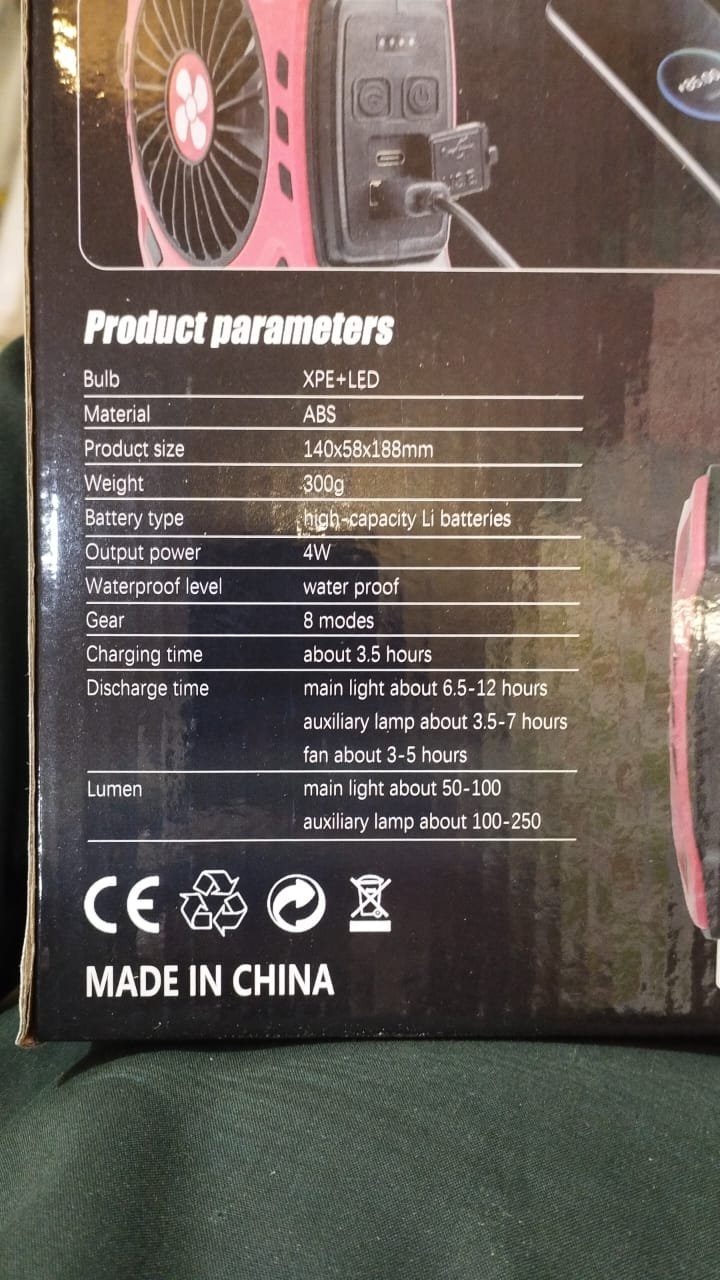 Product parameters
Bulb XPE+LED
Material ABS
Product size 140x58x188mm
Weight 300g
Battery type high-capacity Li batteries
Output power 4W
Waterproof level water proof
Gear 8 modes
Charging time about 3.5 hours
Discharge time main light about 6.5-12 hours
auxiliary lamp about 3.5-7 hours
fan about 3-5 hours
Lumen main light about 50-100
auxiliary lamp about 100-250
CE
MADE IN CHINA